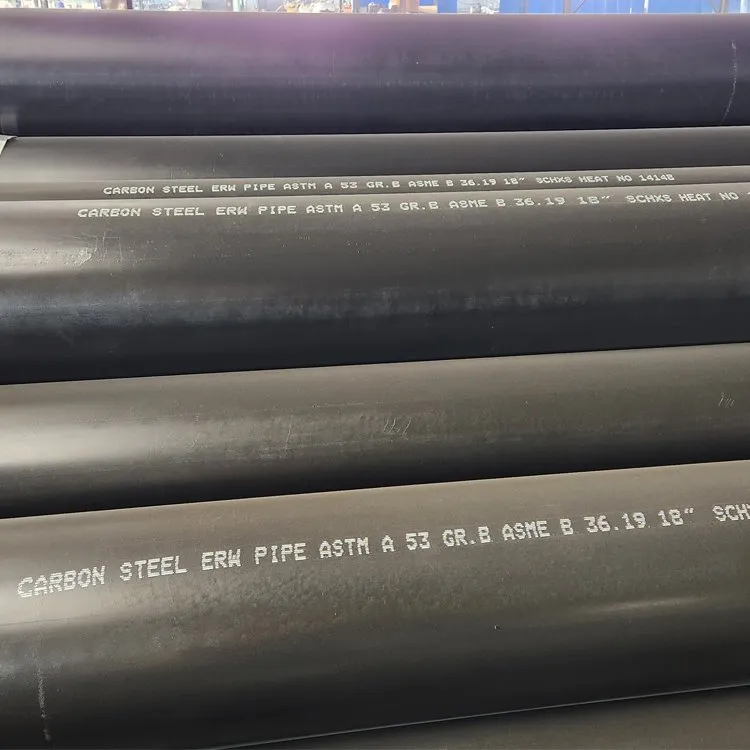 CARBON STEEL ERW PIPE ASTM A 53 GR.B ASME B 36.19 18" SCHXS HEAT NO 14148
CARBON STEEL ERW PIPE ASTM A 53 GR.B ASME B 36.19 18" SCHXS HEAT NO 1
CARBON STEEL ERW PIPE ASTM A 53 GR.B ASME B 36.19 18" SCH